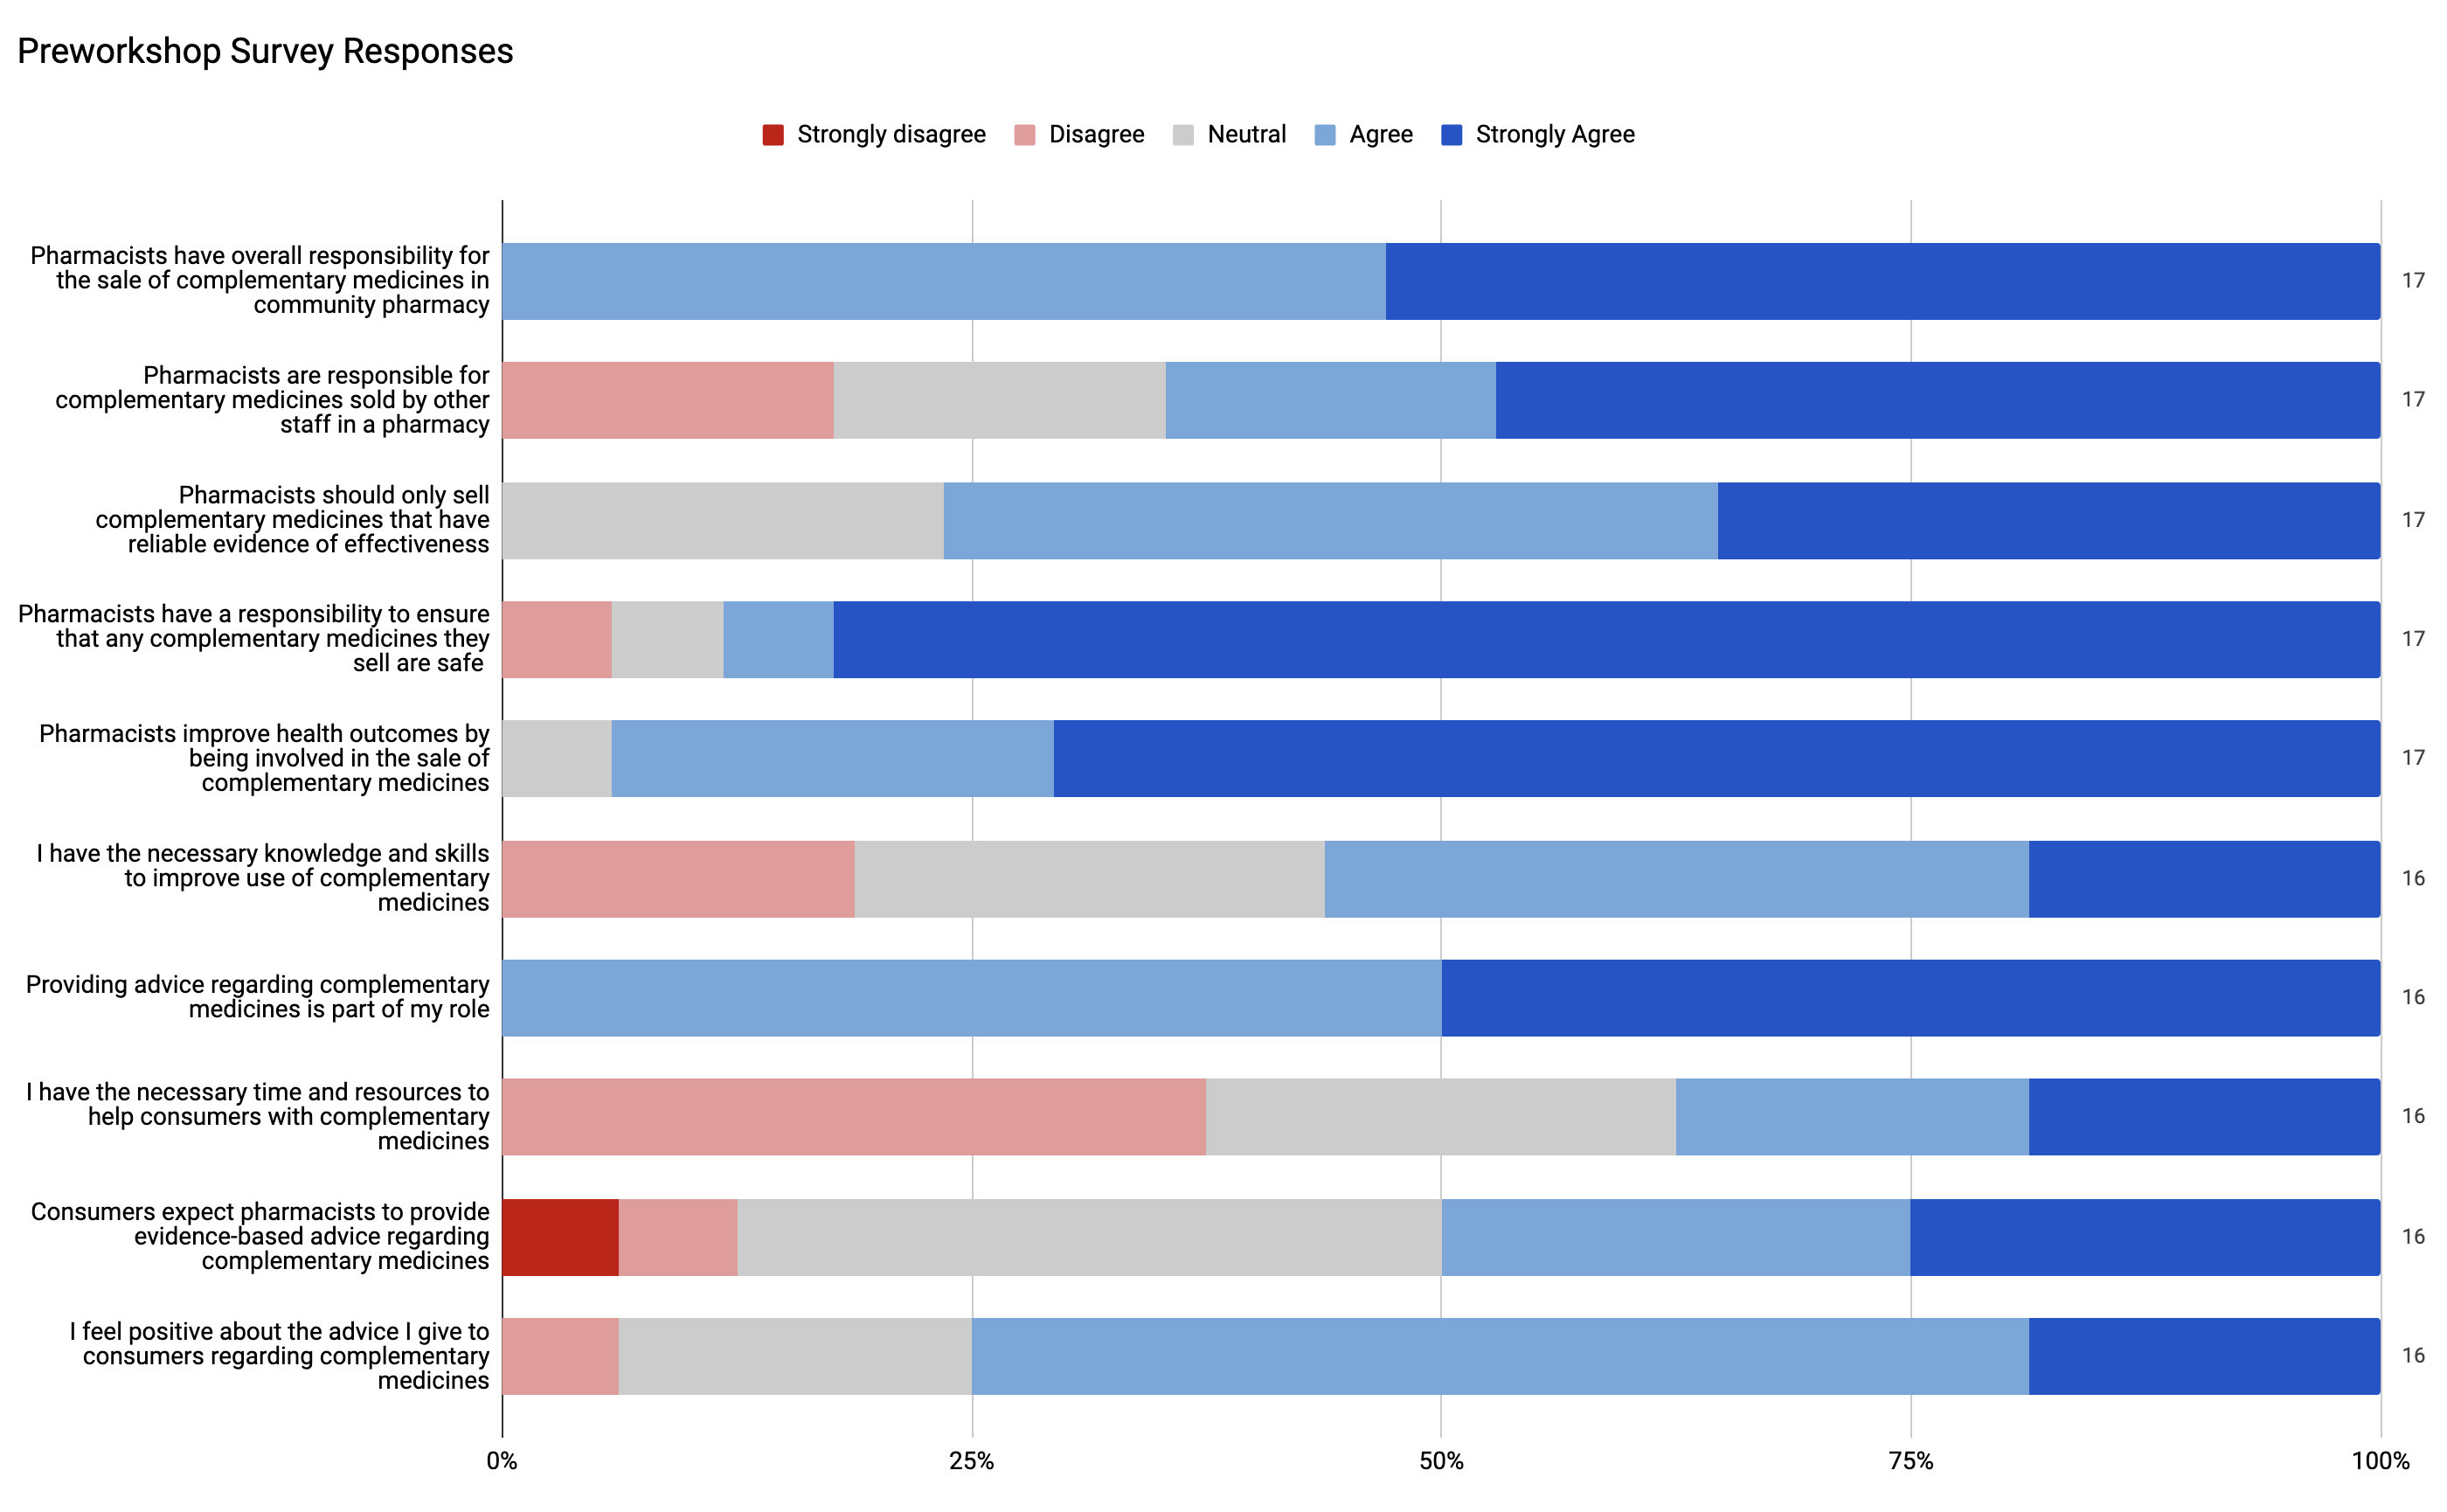 Preworkshop Survey Responses
Strongly disagree Disagree Neutral Agree Strongly Agree
Pharmacists have overall responsibility for
the sale of complementary medicines in
community pharmacy
17
Pharmacists are responsible for
complementary medicines sold by other
staff in a pharmacy
17
Pharmacists should only sell
complementary medicines that have
reliable evidence of effectiveness
17
Pharmacists have a responsibility to ensure
that any complementary medicines they
sell are safe
17
Pharmacists improve health outcomes by
being involved in the sale of
complementary medicines
17
I have the necessary knowledge and skills
to improve use of complementary
medicines
16
Providing advice regarding complementary
medicines is part of my role
16
I have the necessary time and resources to
help consumers with complementary
medicines
16
Consumers expect pharmacists to provide
evidence-based advice regarding
complementary medicines
16
I feel positive about the advice I give to
consumers regarding complementary
medicines
16
0% 25% 50% 75% 100%